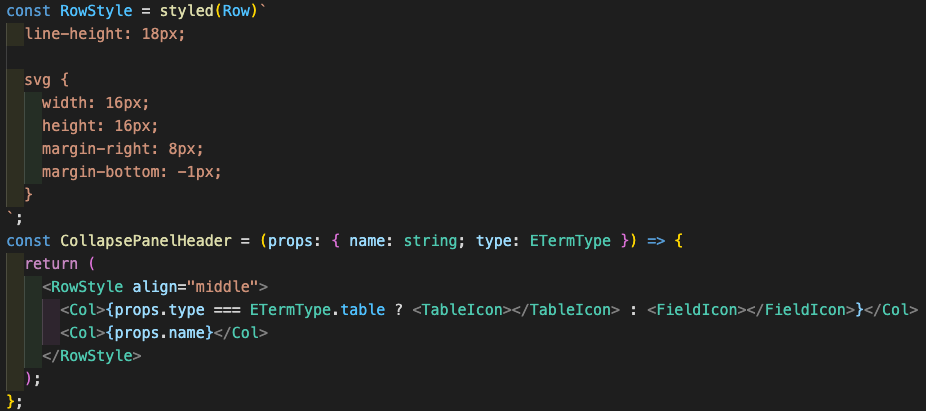 const RowStyle = styled(Row)`
line-height: 18px;
svg {
width: 16px;
height: 16px;
margin-right: 8px;
margin-bottom: -1px;
}
`;
const CollapsePanelHeader = (props: { name: string; type: ETermType }) => {
return (
<RowStyle align="middle">
<Col>{props.type === ETermType.table ? <TableIcon></TableIcon> : <FieldIcon></FieldIcon>}</Col>
<Col>{props.name}</Col>
</RowStyle>
);
};